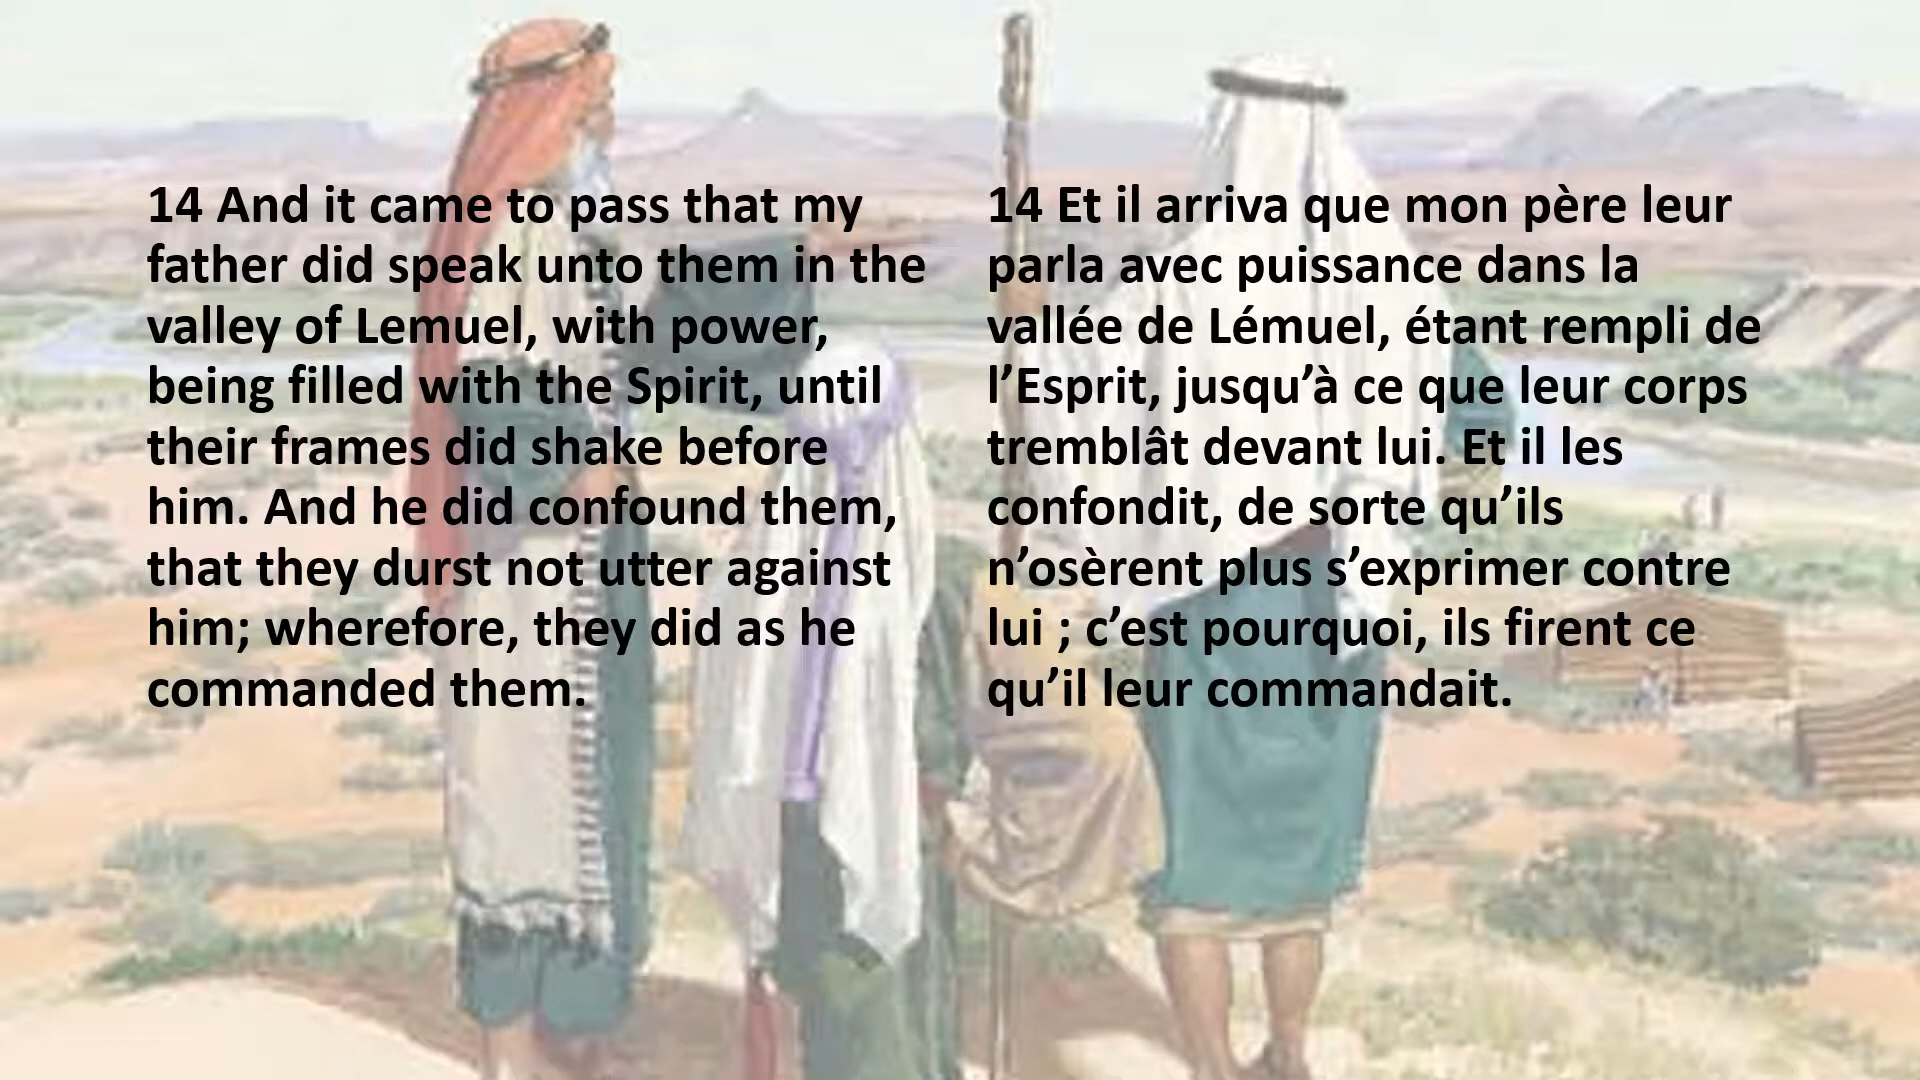 14 And it came to pass that my
father did speak unto them in the
valley of Lemuel, with power,
being filled with the Spirit, until
their frames did shake before
him. And he did confound them,
that they durst not utter against
him; wherefore, they did as he
commanded them.
14 Et il arriva que mon père leur
parla avec puissance dans la
vallée de Lémuel, étant rempli de
l’Esprit, jusqu’à ce que leur corps
tremblât devant lui. Et il les
confondit, de sorte qu’ils
n’osèrent plus s’exprimer contre
lui ; c’est pourquoi, ils firent ce
qu’il leur commandait.